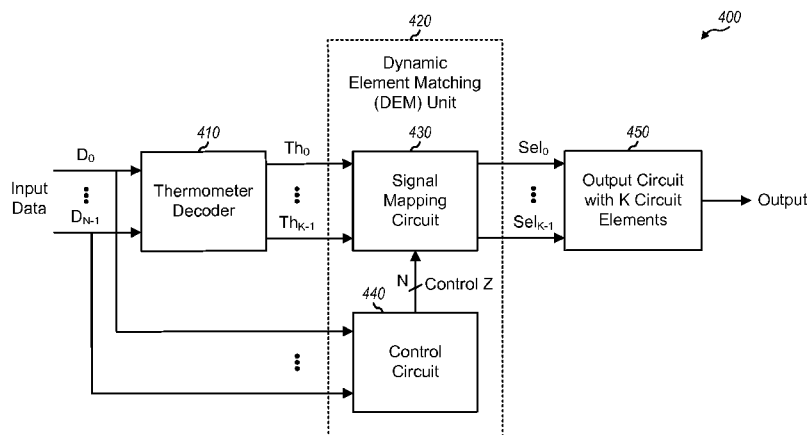 420
400
Dynamic
Element Matching
(DEM) Unit
410
430
450
D0
Th0
Sel0
Input
Data
Thermometer
Decoder
Signal
Mapping
Circuit
Output Circuit
with K Circuit
Elements
Output
DN-1
ThK-1
SelK-1
N
Control Z
440
Control
Circuit